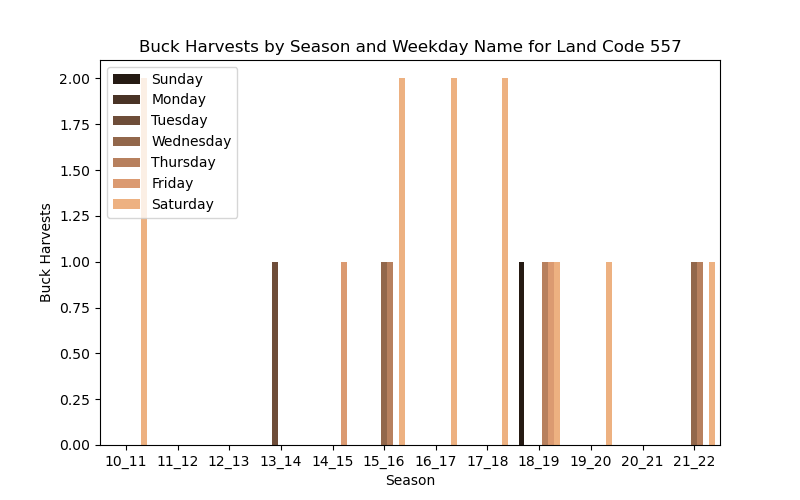 Buck Harvests by Season and Weekday Name for Land Code 557
2.00
1.75
1.50
1.25
1.00
0.75
0.50
0.25
0.00
Buck Harvests
Sunday
Monday
Tuesday
Wednesday
Thursday
Friday
Saturday
10_11 11_12 12_13 13_14 14_15 15_16 16_17 17_18 18_19 19_20 20_21 21_22
Season